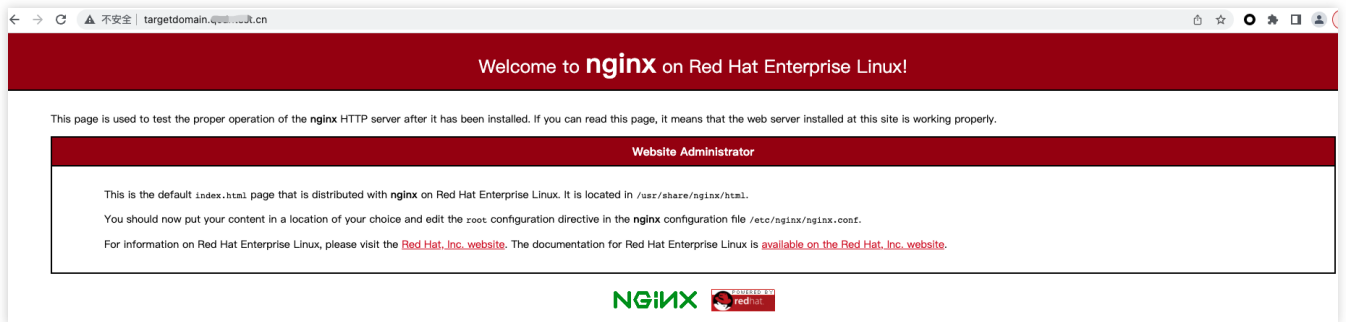 不安全 targetdomain. .cn
Welcome to nginx on Red Hat Enterprise Linux!
This page is used to test the proper operation of the nginx HTTP server after it has been installed. If you can read this page, it means that the web server installed at this site is working properly.
Website Administrator
This is the default index.html page that is distributed with nginx on Red Hat Enterprise Linux. It is located in /usr/share/nginx/html.
You should now put your content in a location of your choice and edit the root configuration directive in the nginx configuration file /etc/nginx/nginx.conf.
For information on Red Hat Enterprise Linux, please visit the Red Hat, Inc. website. The documentation for Red Hat Enterprise Linux is available on the Red Hat, Inc. website.
NGINX POWERED BY
redhat.